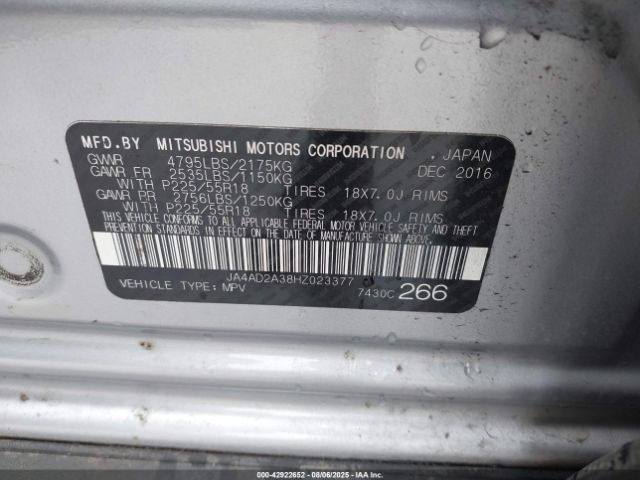 MFD.BY MITSUBISHI MOTORS CORPORATION . JAPAN
GVWR 4795LBS/2175KG DEC 2016
GAWR FR 2535LBS/1150KG
WITH P225/55R18 TIRES 18X7.0J RIMS
GAWR RR 2756LBS/1250KG
WITH P225/55R18 TIRES 18X7.0J RIMS
THIS VEHICLE CONFORMS TO ALL APPLICABLE FEDERAL MOTOR VEHICLE SAFETY AND THEFT
PREVENTION STANDARDS IN EFFECT ON THE DATE OF MANUFACTURE SHOWN ABOVE.
JA4AD2A38HZ023377
VEHICLE TYPE: MPV 7430C 266
000-42922652 - 08/06/2025 - IAA Holdings, LLC.